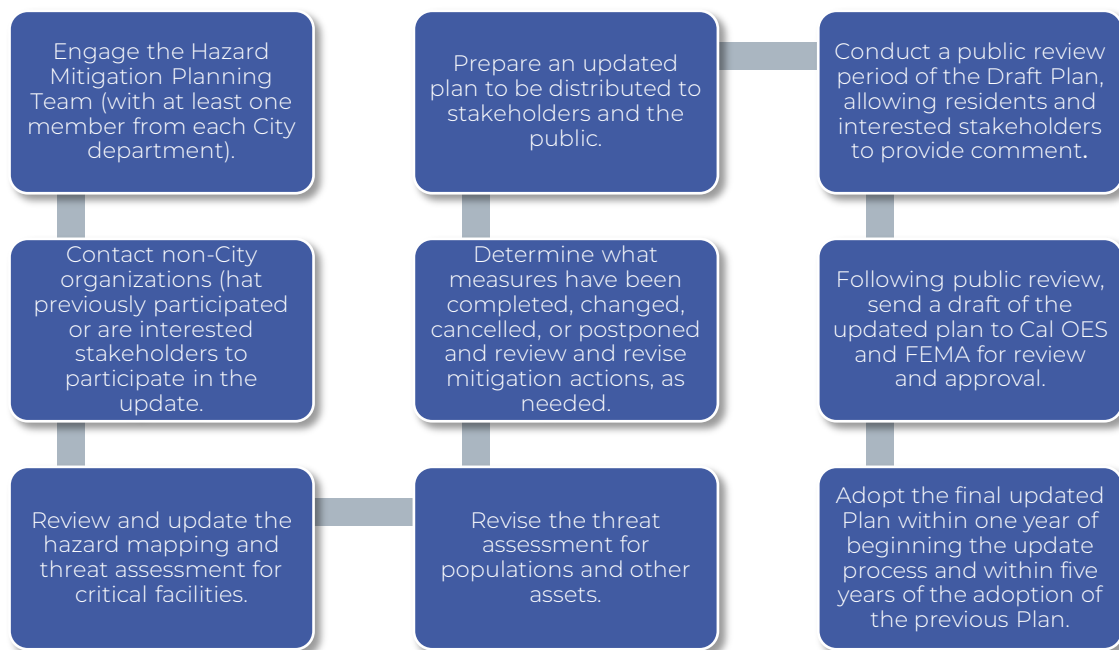 Engage the Hazard
Mitigation Planning
Team (with at least one
member from each City
department).
Contact non-City
organizations (hat
previously participated
or are interested
stakeholders to
participate in the
update.
Review and update the
hazard mapping and
threat assessment for
critical facilities.
Revise the threat
assessment for
populations and other
assets.
Determine what
measures have been
completed, changed,
cancelled, or postponed
and review and revise
mitigation actions, as
needed.
Prepare an updated
plan to be distributed to
stakeholders and the
public.
Conduct a public review
period of the Draft Plan,
allowing residents and
interested stakeholders
to provide comment.
Following public review,
send a draft of the
updated plan to Cal OES
and FEMA for review
and approval.
Adopt the final updated
Plan within one year of
beginning the update
process and within five
years of the adoption of
the previous Plan.